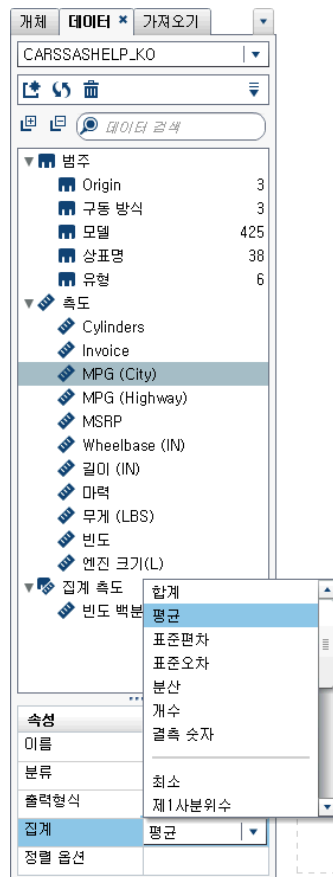 개체 데이터 × 가져오기
CARSSASHELP_KO
데이터 검색
범주
Origin 3
구동 방식 3
모델 425
상표명 38
유형 6
측도
Cylinders
Invoice
MPG (City)
MPG (Highway)
MSRP
Wheelbase (IN)
길이 (IN)
마력
무게 (LBS)
빈도
엔진 크기(L)
집계 측도
빈도 백분
합계
평균
표준편차
표준오차
분산
개수
결측 숫자
최소
제1사분위수
속성
이름
분류
출력형식
집계 평균
정렬 옵션